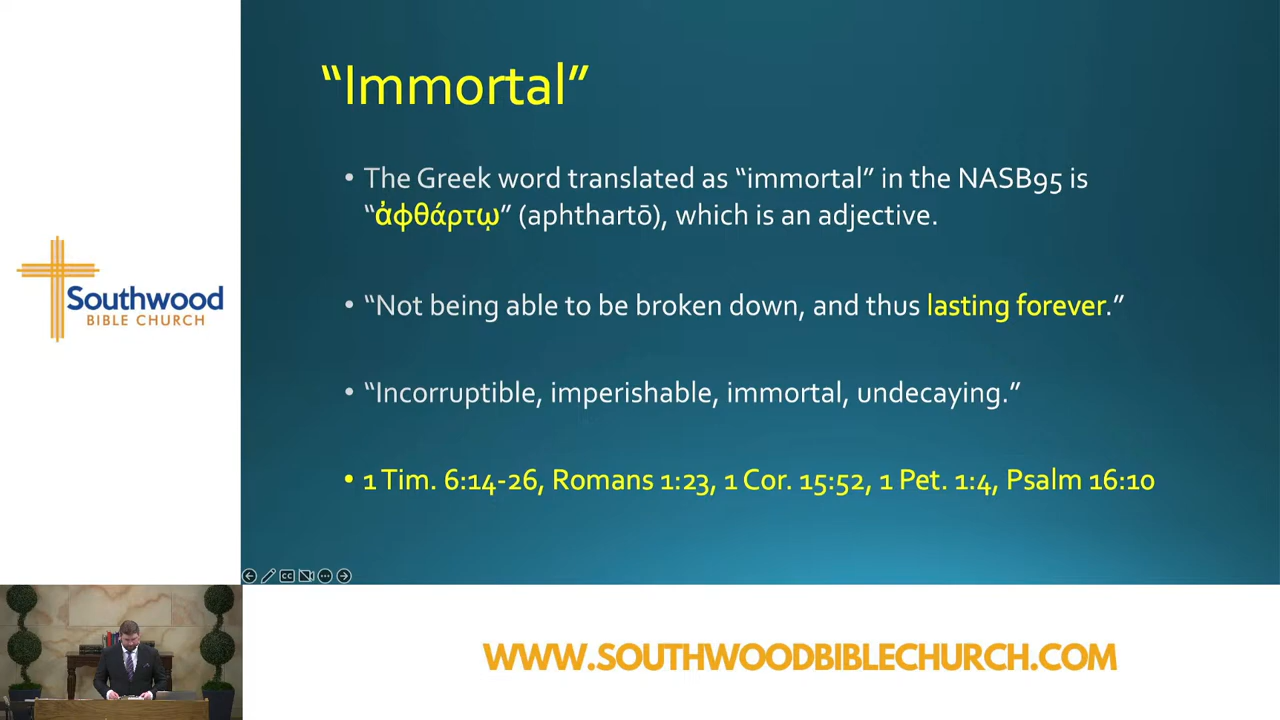 “Immortal”
• The Greek word translated as “immortal” in the NASB95 is
“ἀφθάρτῳ” (aphthartō), which is an adjective.
• “Not being able to be broken down, and thus lasting forever.”
• “Incorruptible, imperishable, immortal, undecaying.”
• 1 Tim. 6:14-26, Romans 1:23, 1 Cor. 15:52, 1 Pet. 1:4, Psalm 16:10
Southwood
BIBLE CHURCH
CC
WWW.SOUTHWOODBIBLECHURCH.COM